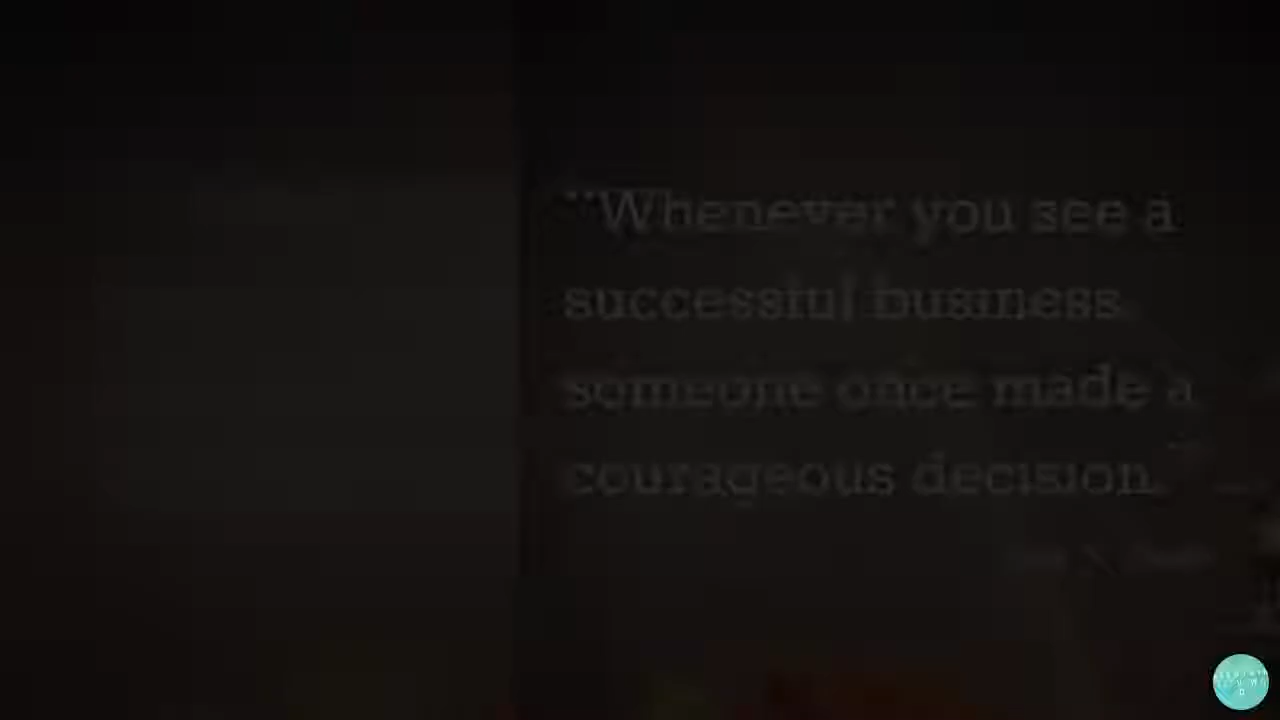 "Whenever you see a
successful business,
someone once made a
courageous decision."